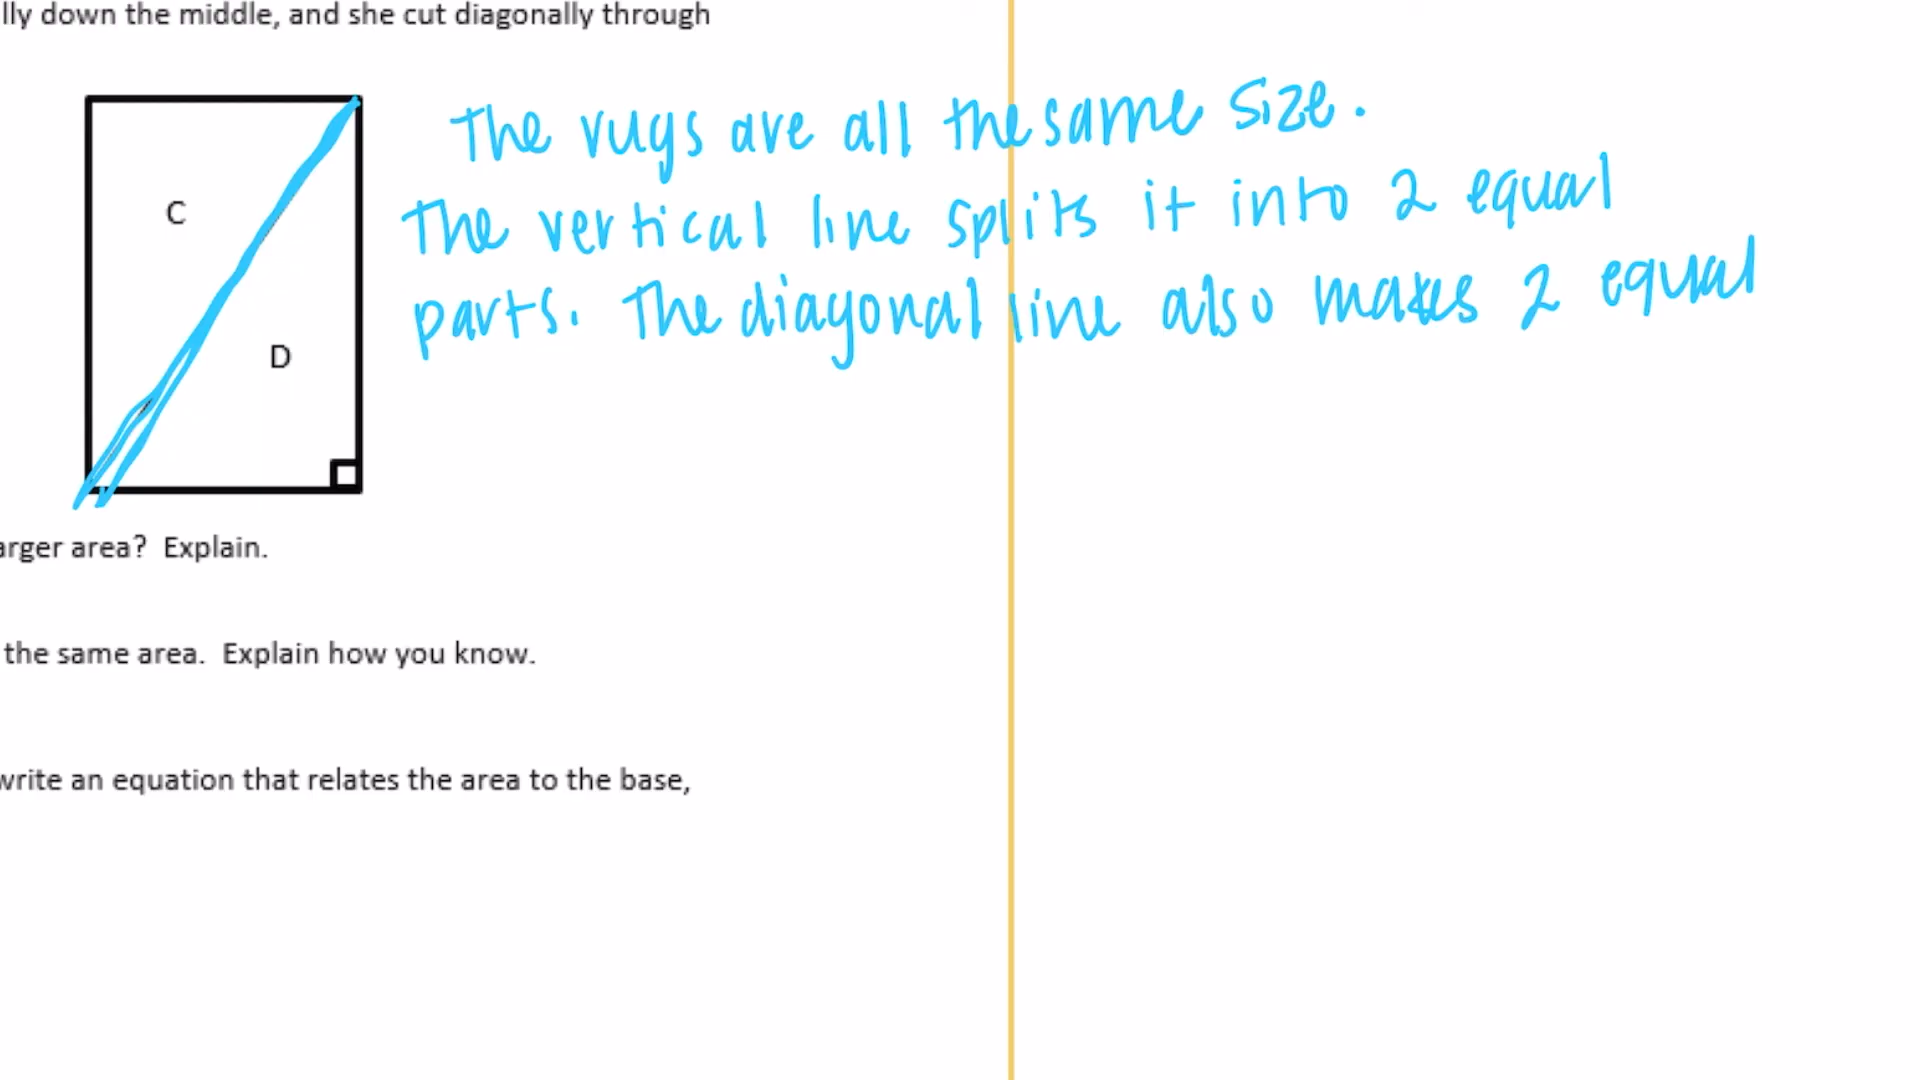 lly down the middle, and she cut diagonally through
The rugs are all the same size.
C
The vertical line splits it into 2 equal
parts. The diagonal line also makes 2 equal
D
arger area? Explain.
the same area. Explain how you know.
write an equation that relates the area to the base,